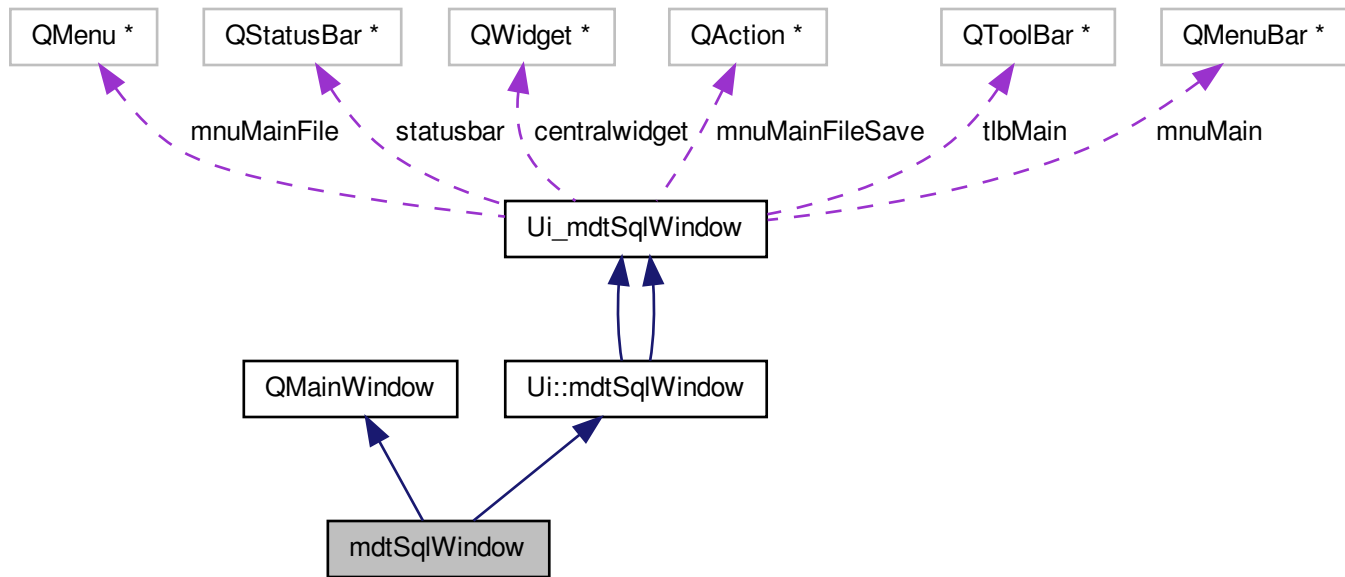 QMenu *
QStatusBar *
QWidget *
QAction *
QToolBar *
QMenuBar *
mnuMainFile
statusbar
centralwidget
mnuMainFileSave
tlbMain
mnuMain
Ui_mdtSqlWindow
QMainWindow
Ui::mdtSqlWindow
mdtSqlWindow